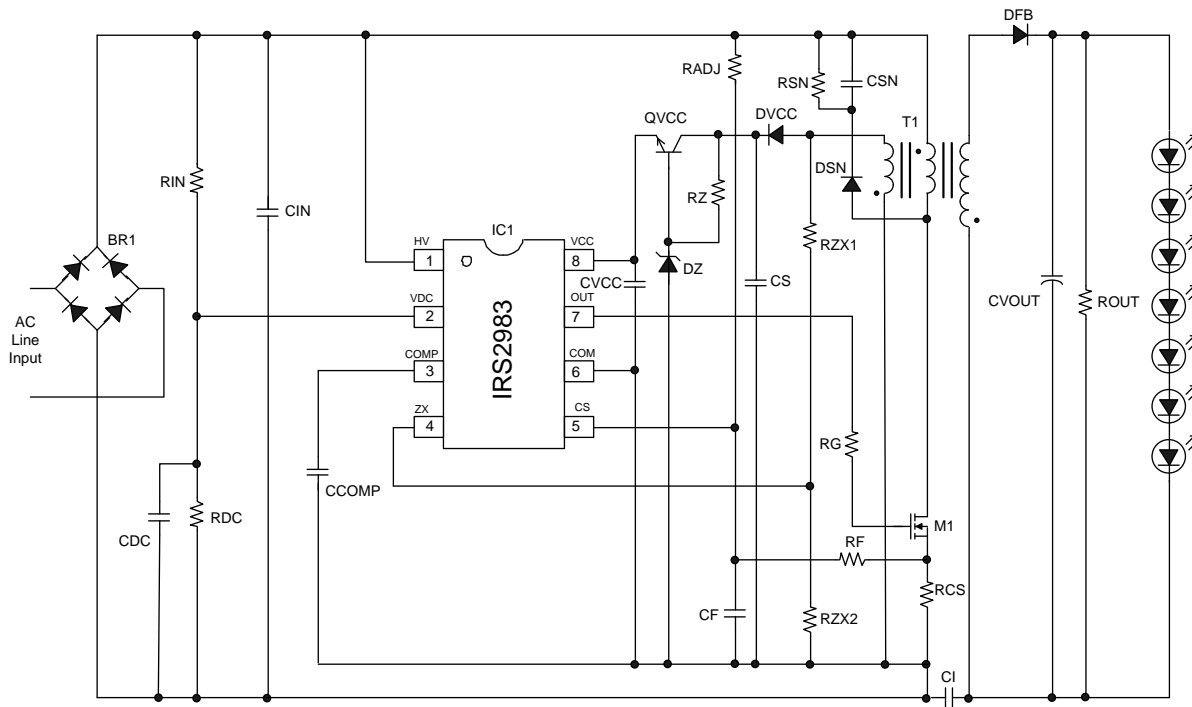 DFB
RADJ
RSN
CSN
QVCC
DVCC
T1
DSN
RIN
CIN
RZ
BR1
IC1
RZX1
HV
1
VCC
8
CVCC
DZ
CS
VDC
2
OUT
7
CVOUT
ROUT
AC
Line
Input
IRS2983
COMP
3
COM
6
ZX
4
CS
5
RG
CCOMP
CDC
RDC
M1
RF
RCS
CF
RZX2
CI